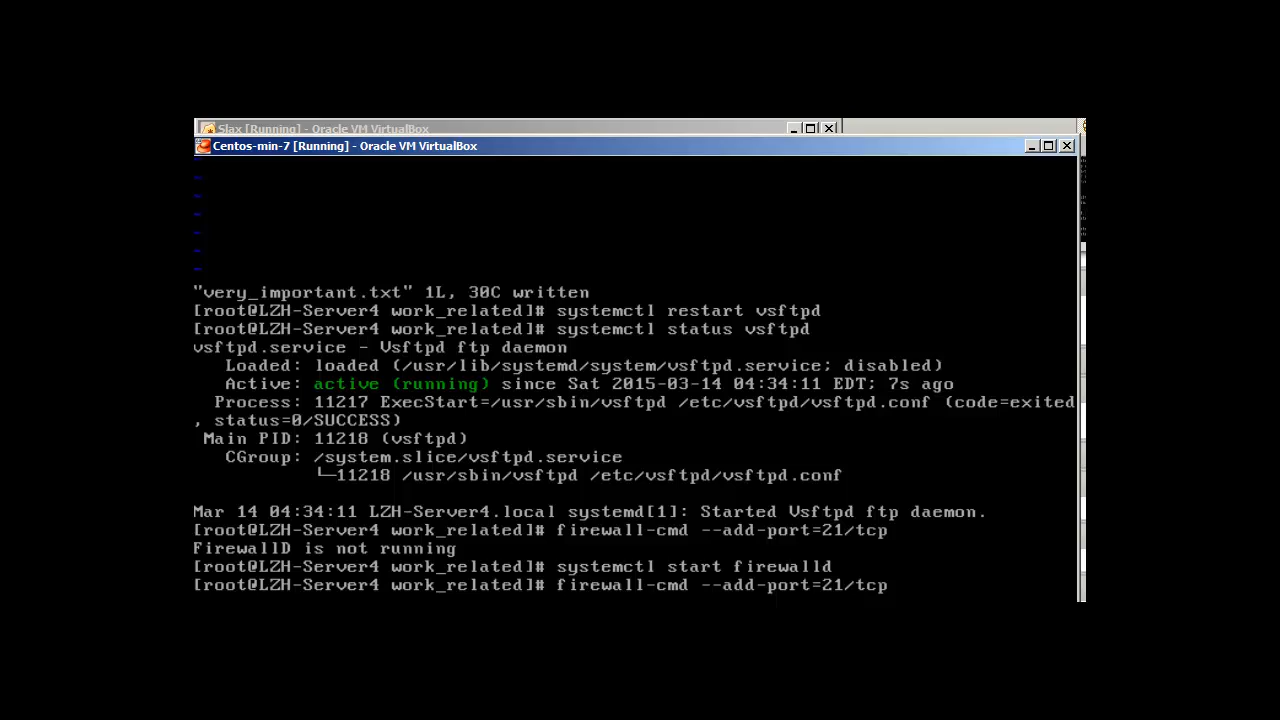 Slax [Running] - Oracle VM VirtualBox
Centos-min-7 [Running] - Oracle VM VirtualBox
~
~
~
~
~
~
~
"very_important.txt" 1L, 30C written
[root@LZH-Server4 work_related]# systemctl restart vsftpd
[root@LZH-Server4 work_related]# systemctl status vsftpd
vsftpd.service - Vsftpd ftp daemon
   Loaded: loaded (/usr/lib/systemd/system/vsftpd.service; disabled)
   Active: active (running) since Sat 2015-03-14 04:34:11 EDT; 7s ago
  Process: 11217 ExecStart=/usr/sbin/vsftpd /etc/vsftpd/vsftpd.conf (code=exited
, status=0/SUCCESS)
 Main PID: 11218 (vsftpd)
   CGroup: /system.slice/vsftpd.service
           └─11218 /usr/sbin/vsftpd /etc/vsftpd/vsftpd.conf
Mar 14 04:34:11 LZH-Server4.local systemd[1]: Started Vsftpd ftp daemon.
[root@LZH-Server4 work_related]# firewall-cmd --add-port=21/tcp
FirewallD is not running
[root@LZH-Server4 work_related]# systemctl start firewalld
[root@LZH-Server4 work_related]# firewall-cmd --add-port=21/tcp